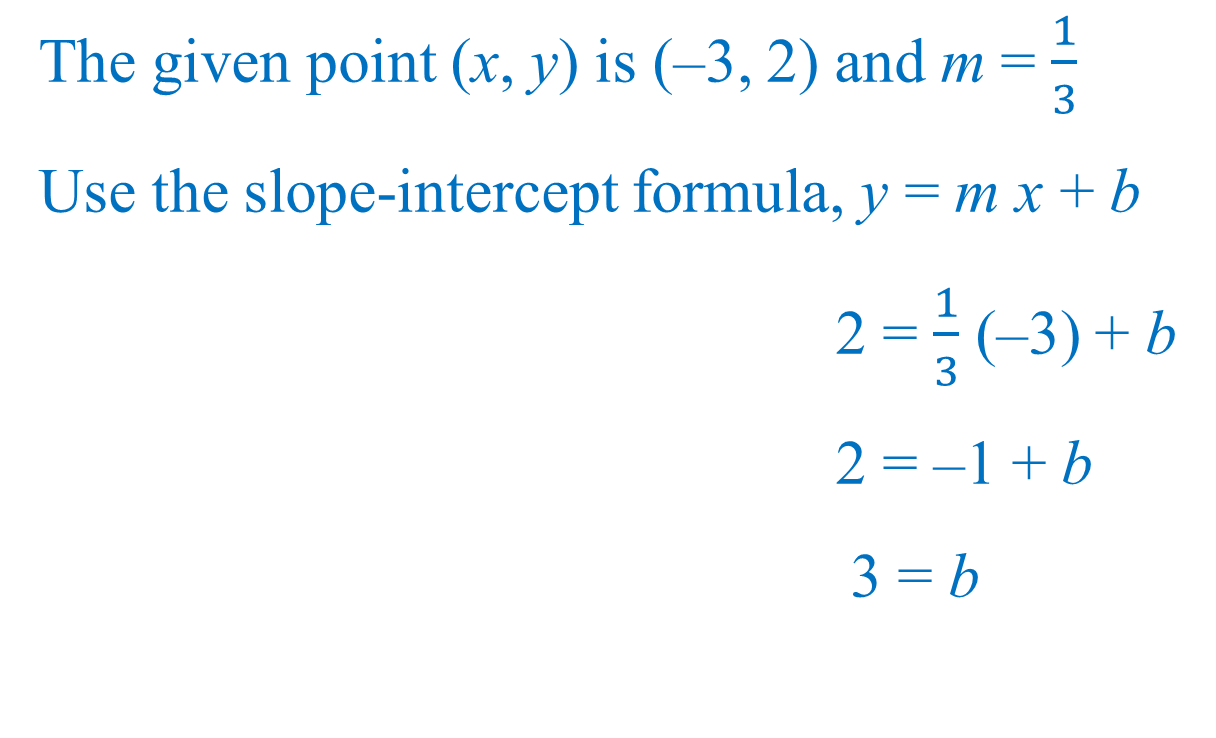 The given point (x, y) is (–3, 2) and m = 1/3
Use the slope-intercept formula, y = m x + b
2 = 1/3 (–3) + b
2 = –1 + b
3 = b